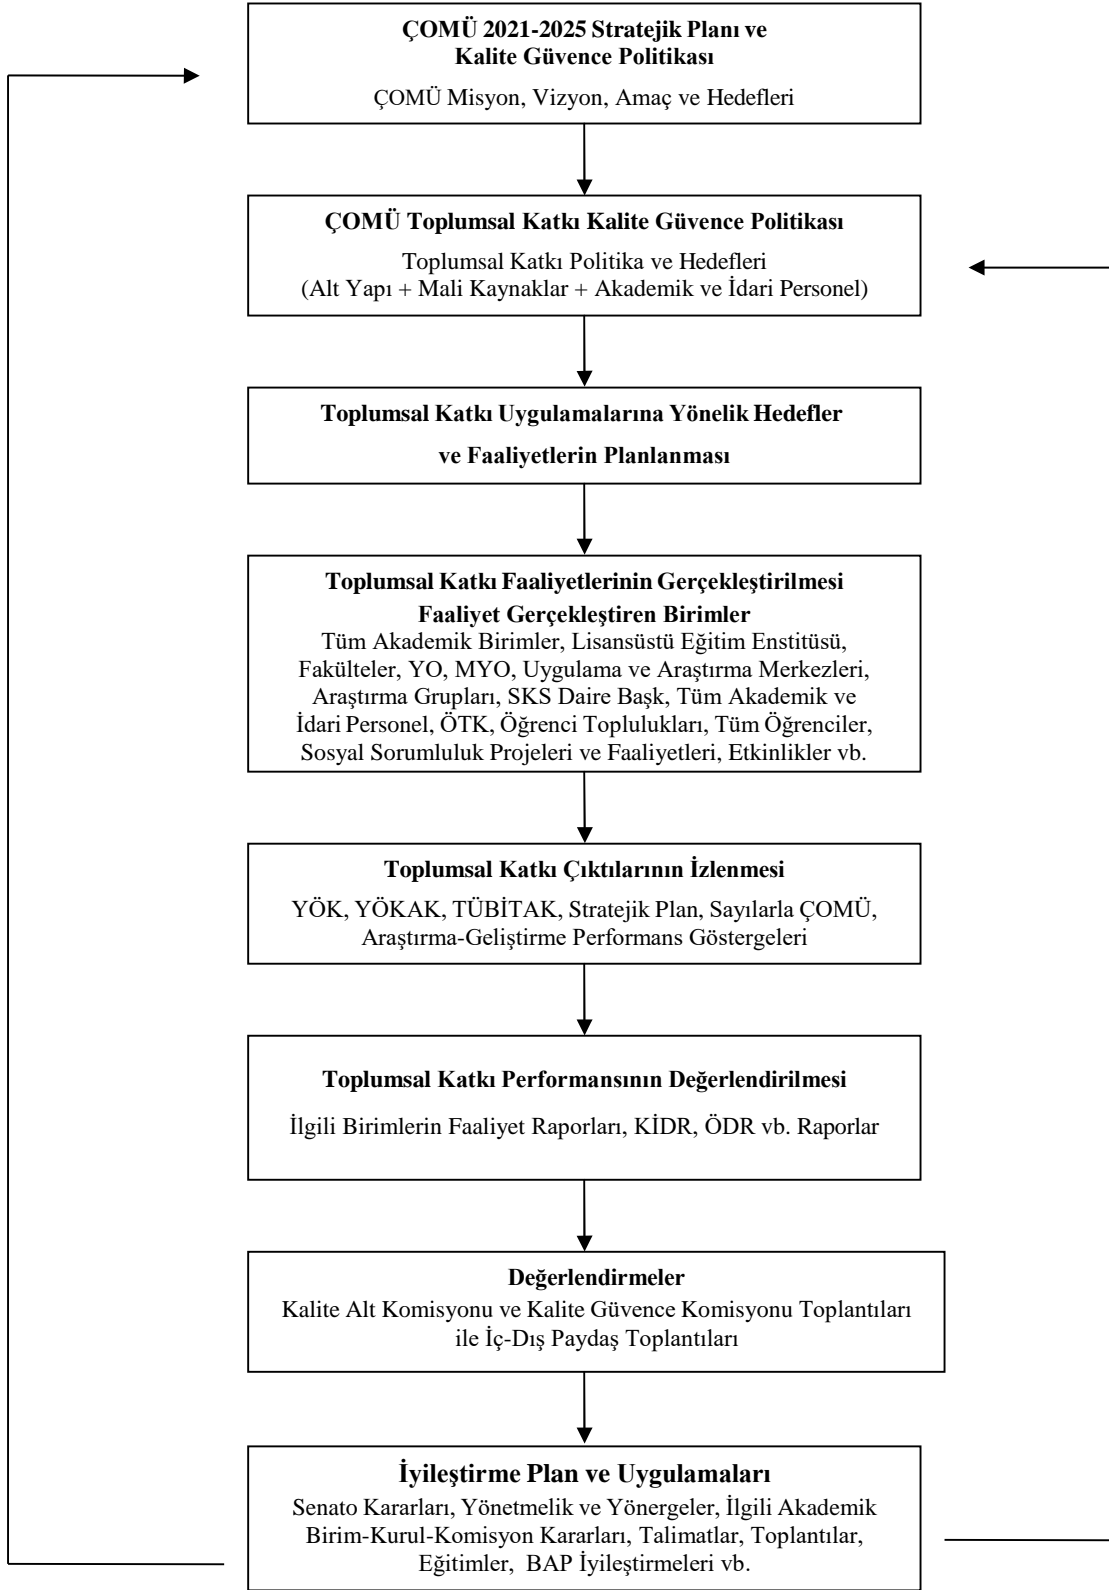 ÇOMÜ 2021-2025 Stratejik Planı ve
Kalite Güvence Politikası
ÇOMÜ Misyon, Vizyon, Amaç ve Hedefleri
ÇOMÜ Toplumsal Katkı Kalite Güvence Politikası
Toplumsal Katkı Politika ve Hedefleri
(Alt Yapı + Mali Kaynaklar + Akademik ve İdari Personel)
Toplumsal Katkı Uygulamalarına Yönelik Hedefler
ve Faaliyetlerin Planlanması
Toplumsal Katkı Faaliyetlerinin Gerçekleştirilmesi
Faaliyet Gerçekleştiren Birimler
Tüm Akademik Birimler, Lisansüstü Eğitim Enstitüsü,
Fakülteler, YO, MYO, Uygulama ve Araştırma Merkezleri,
Araştırma Grupları, SKS Daire Başk, Tüm Akademik ve
İdari Personel, ÖTK, Öğrenci Toplulukları, Tüm Öğrenciler,
Sosyal Sorumluluk Projeleri ve Faaliyetleri, Etkinlikler vb.
Toplumsal Katkı Çıktılarının İzlenmesi
YÖK, YÖKAK, TÜBİTAK, Stratejik Plan, Sayılarla ÇOMÜ,
Araştırma-Geliştirme Performans Göstergeleri
Toplumsal Katkı Performansının Değerlendirilmesi
İlgili Birimlerin Faaliyet Raporları, KİDR, ÖDR vb. Raporlar
Değerlendirmeler
Kalite Alt Komisyonu ve Kalite Güvence Komisyonu Toplantıları
ile İç-Dış Paydaş Toplantıları
İyileştirme Plan ve Uygulamaları
Senato Kararları, Yönetmelik ve Yönergeler, İlgili Akademik
Birim-Kurul-Komisyon Kararları, Talimatlar, Toplantılar,
Eğitimler, BAP İyileştirmeleri vb.